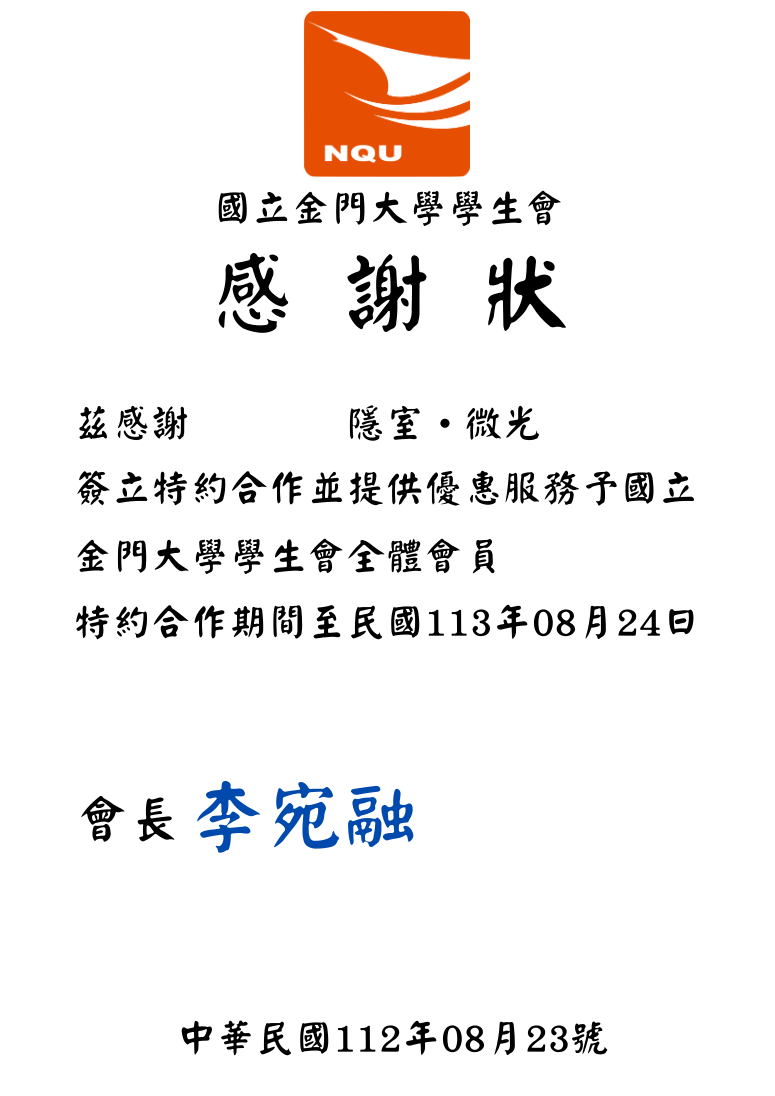 NQU
國立金門大學學生會
感 謝 狀
茲感謝 隱室・微光
簽立特約合作並提供優惠服務予國立
金門大學學生會全體會員
特約合作期間至民國113年08月24日
會長 李宛融
中華民國112年08月23號